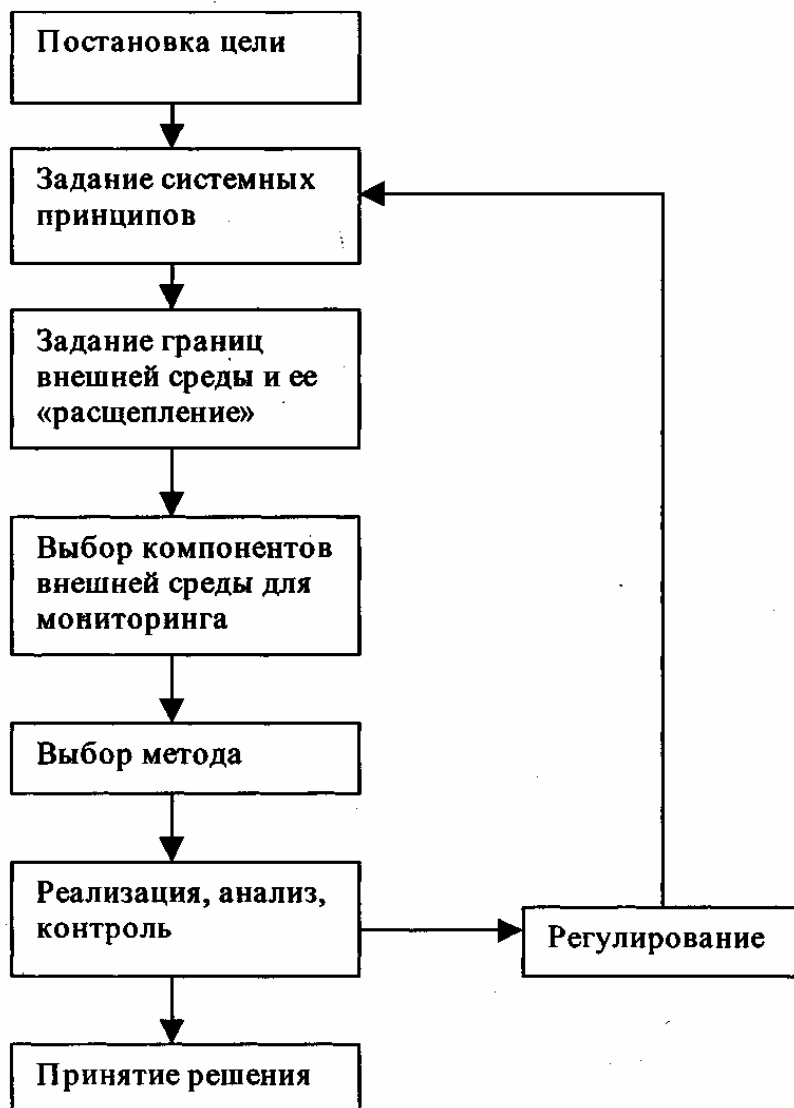 Постановка цели
Задание системных
принципов
Задание границ
внешней среды и ее
«расщепление»
Выбор компонентов
внешней среды для
мониторинга
Выбор метода
Реализация, анализ,
контроль
Регулирование
Принятие решения